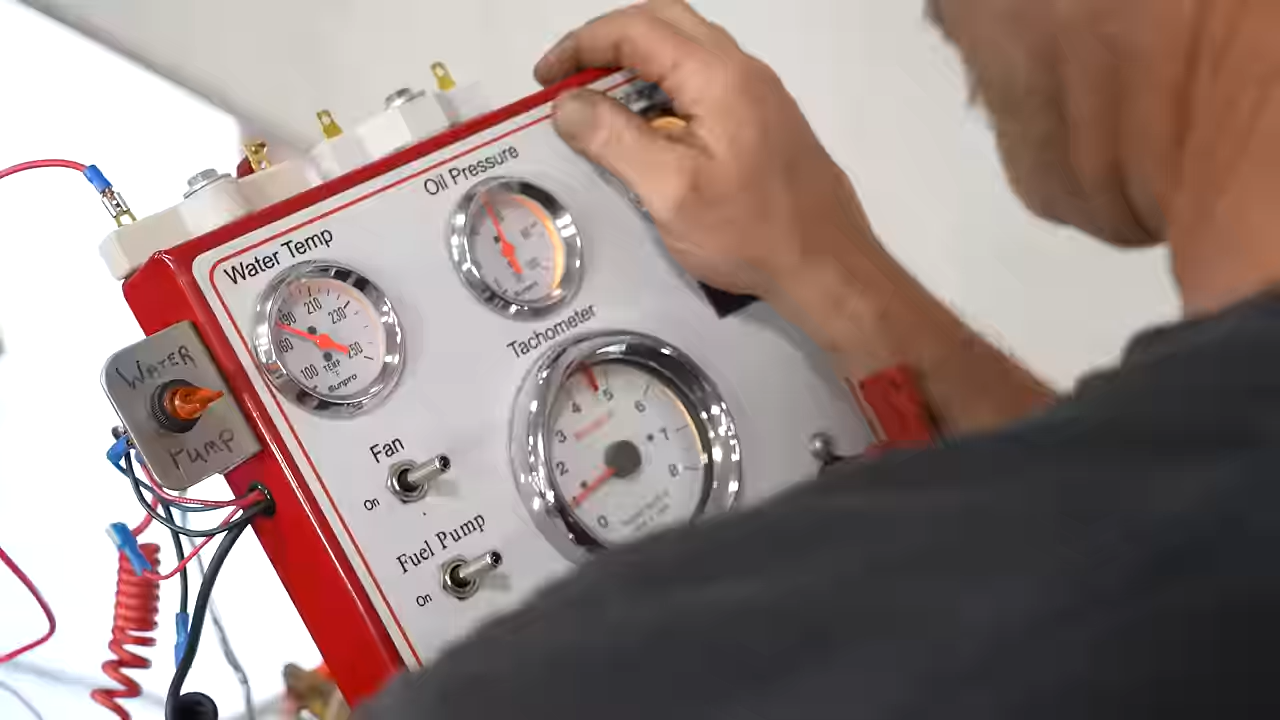 Oil Pressure
Water Temp
210
190
230
60
250
100
TEMP
°F
Sunpro
Tachometer
5
4
6
3
7
2
8
1
0
WATER
PUMP
Fan
On
Fuel Pump
On